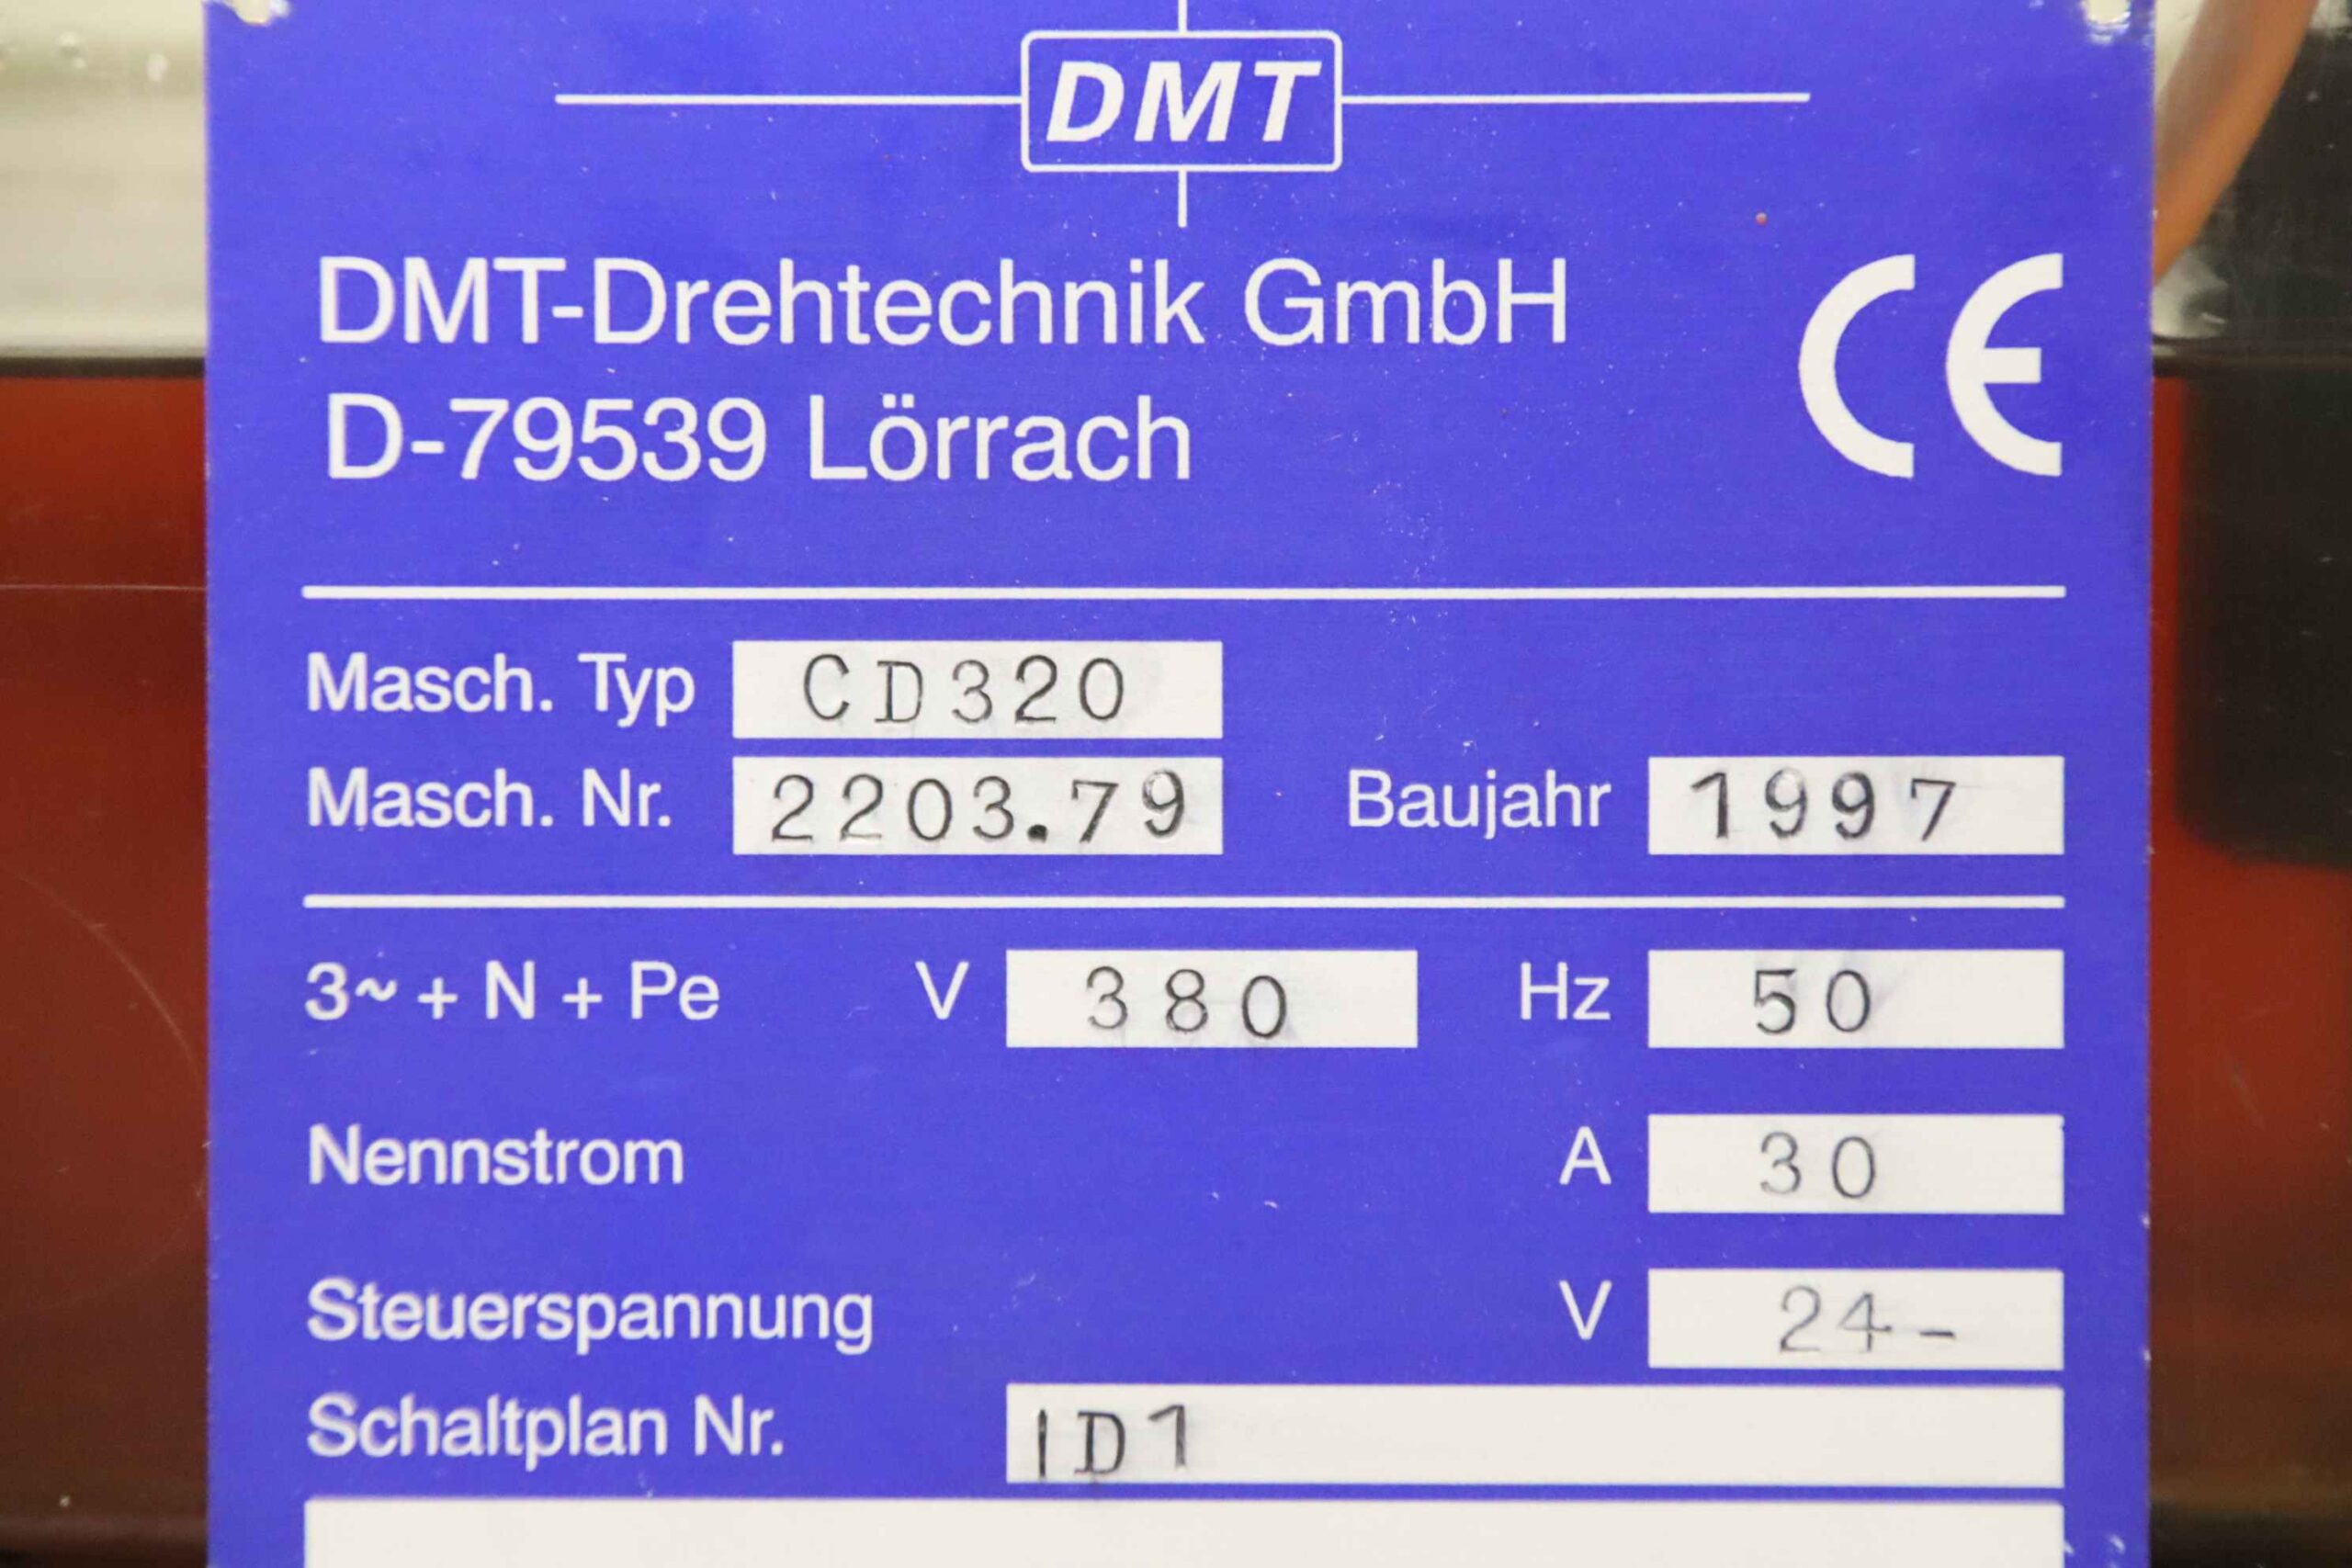 DMT
DMT-Drehtechnik GmbH
D-79539 Lörrach
CE
Masch. Typ CD320
Masch. Nr. 2203.79 Baujahr 1997
3~ + N + Pe V 380 Hz 50
Nennstrom A 30
Steuerspannung V 24-
Schaltplan Nr. ID1